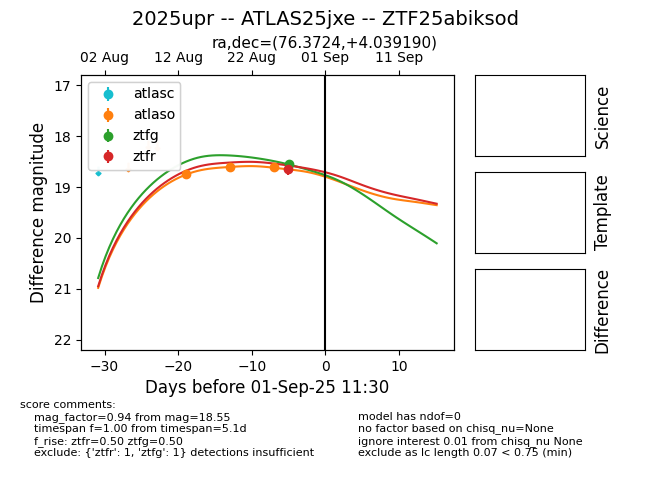 2025upr -- ATLAS25jxe -- ZTF25abiksod
ra,dec=(76.3724,+4.039190)
02 Aug 12 Aug 22 Aug 01 Sep 11 Sep
17
18
19
20
21
22
Difference magnitude
atlasc
atlaso
ztfg
ztfr
−30 −20 −10 0 10
Days before 01-Sep-25 11:30
Science
Template
Difference
score comments:
mag_factor=0.94 from mag=18.55
timespan f=1.00 from timespan=5.1d
f_rise: ztfr=0.50 ztfg=0.50
exclude: {'ztfr': 1, 'ztfg': 1} detections insufficient
model has ndof=0
no factor based on chisq_nu=None
ignore interest 0.01 from chisq_nu None
exclude as lc length 0.07 < 0.75 (min)